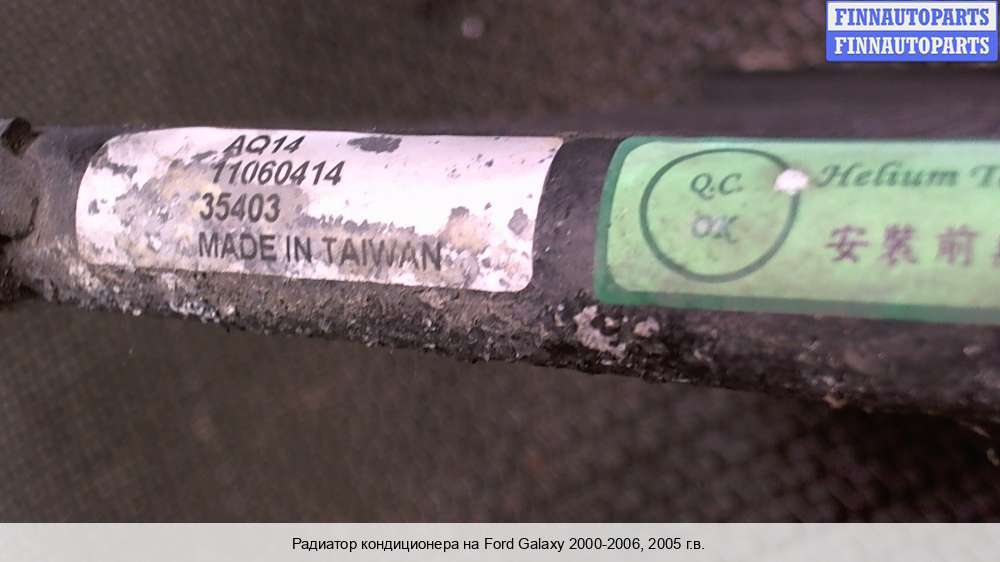 FINNAUTOPARTS
FINNAUTOPARTS
AQ14
11060414
35403
MADE IN TAIWAN
Q.C.
OK
Helium
安裝前
Радиатор кондиционера на Ford Galaxy 2000-2006, 2005 г.в.